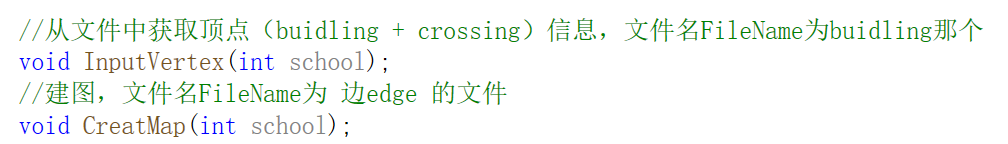 //从文件中获取顶点（buidling + crossing）信息，文件名FileName为buidling那个
void InputVertex(int school);
//建图，文件名FileName为 边edge 的文件
void CreatMap(int school);